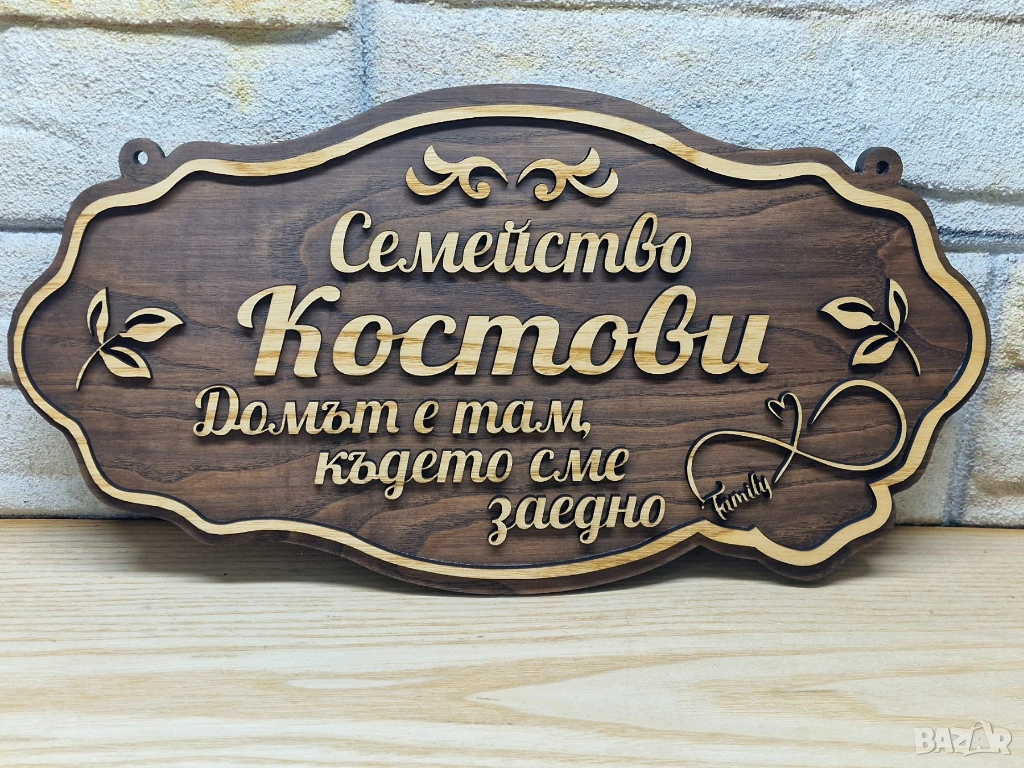 Семейство
Костови
Домът е там,
където сме
заедно
Family
BAZAR